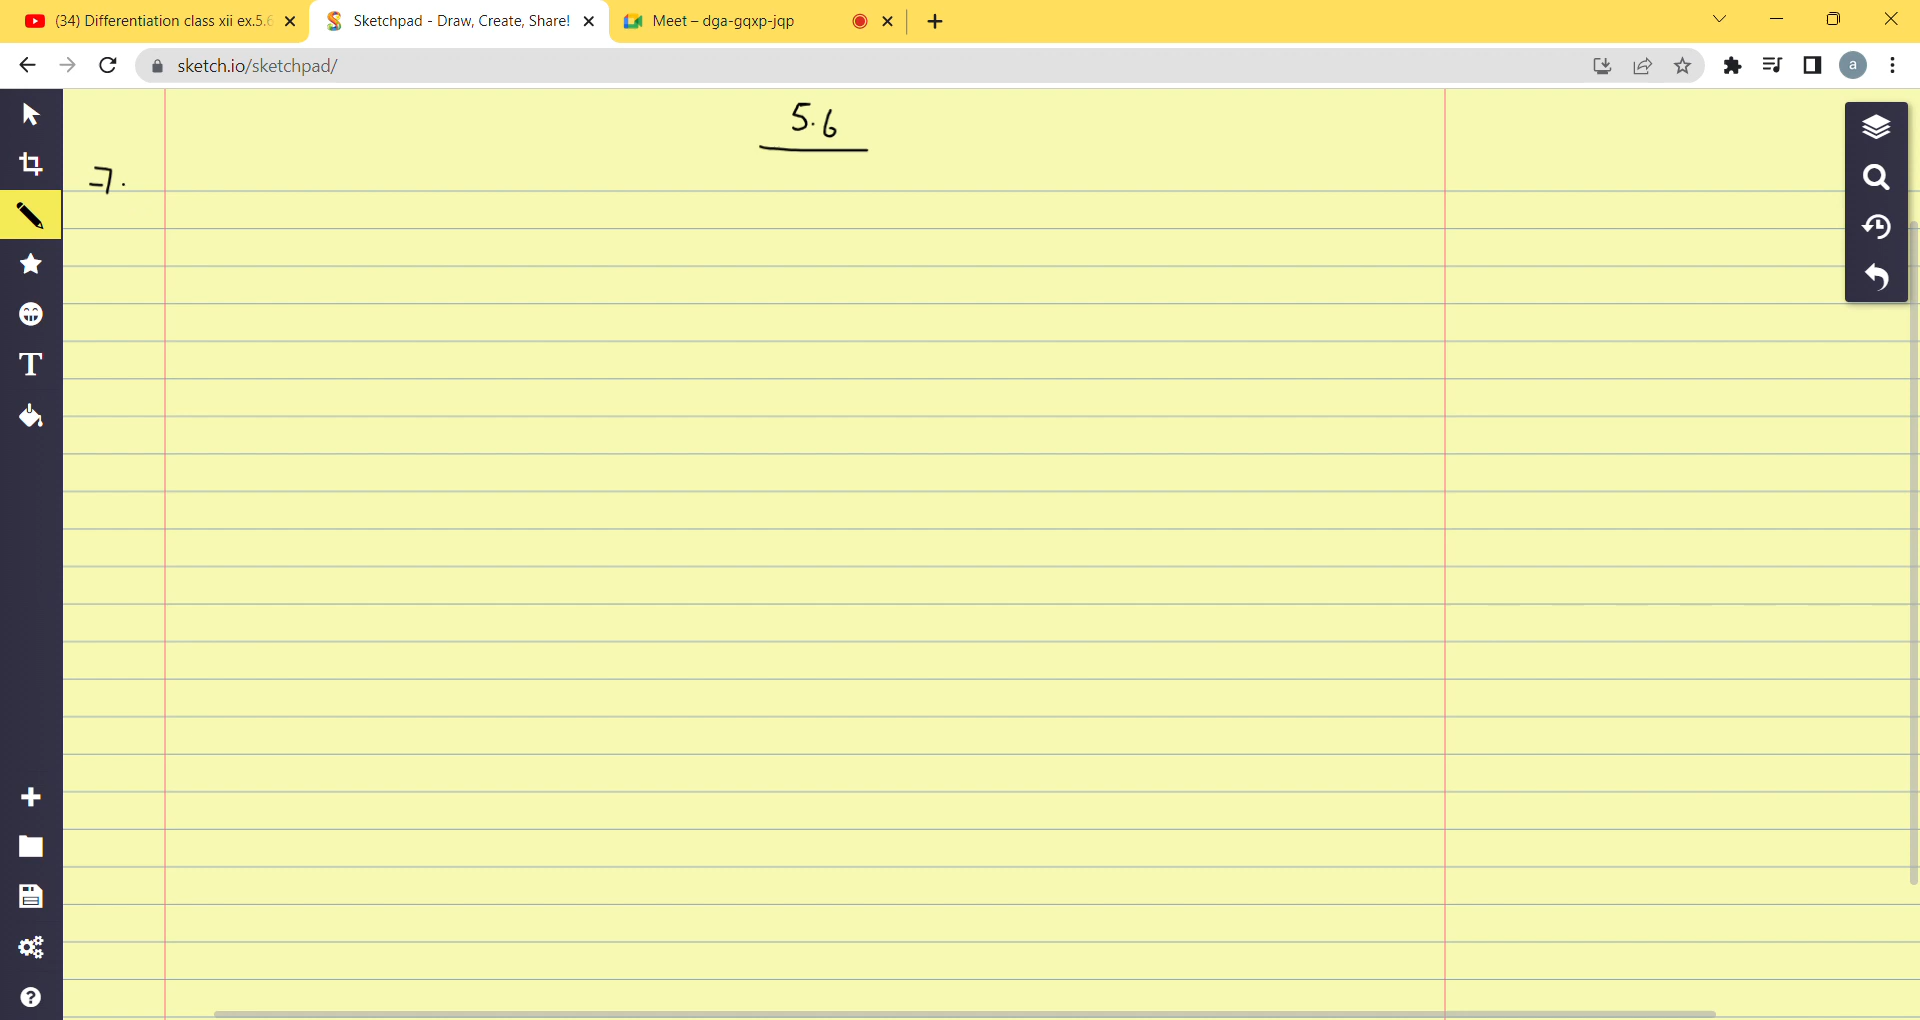 (34) Differentiation class xii ex.5.6
Sketchpad - Draw, Create, Share!
Meet – dga-gqxp-jqp
sketch.io/sketchpad/
a
5.6
7.
T
?